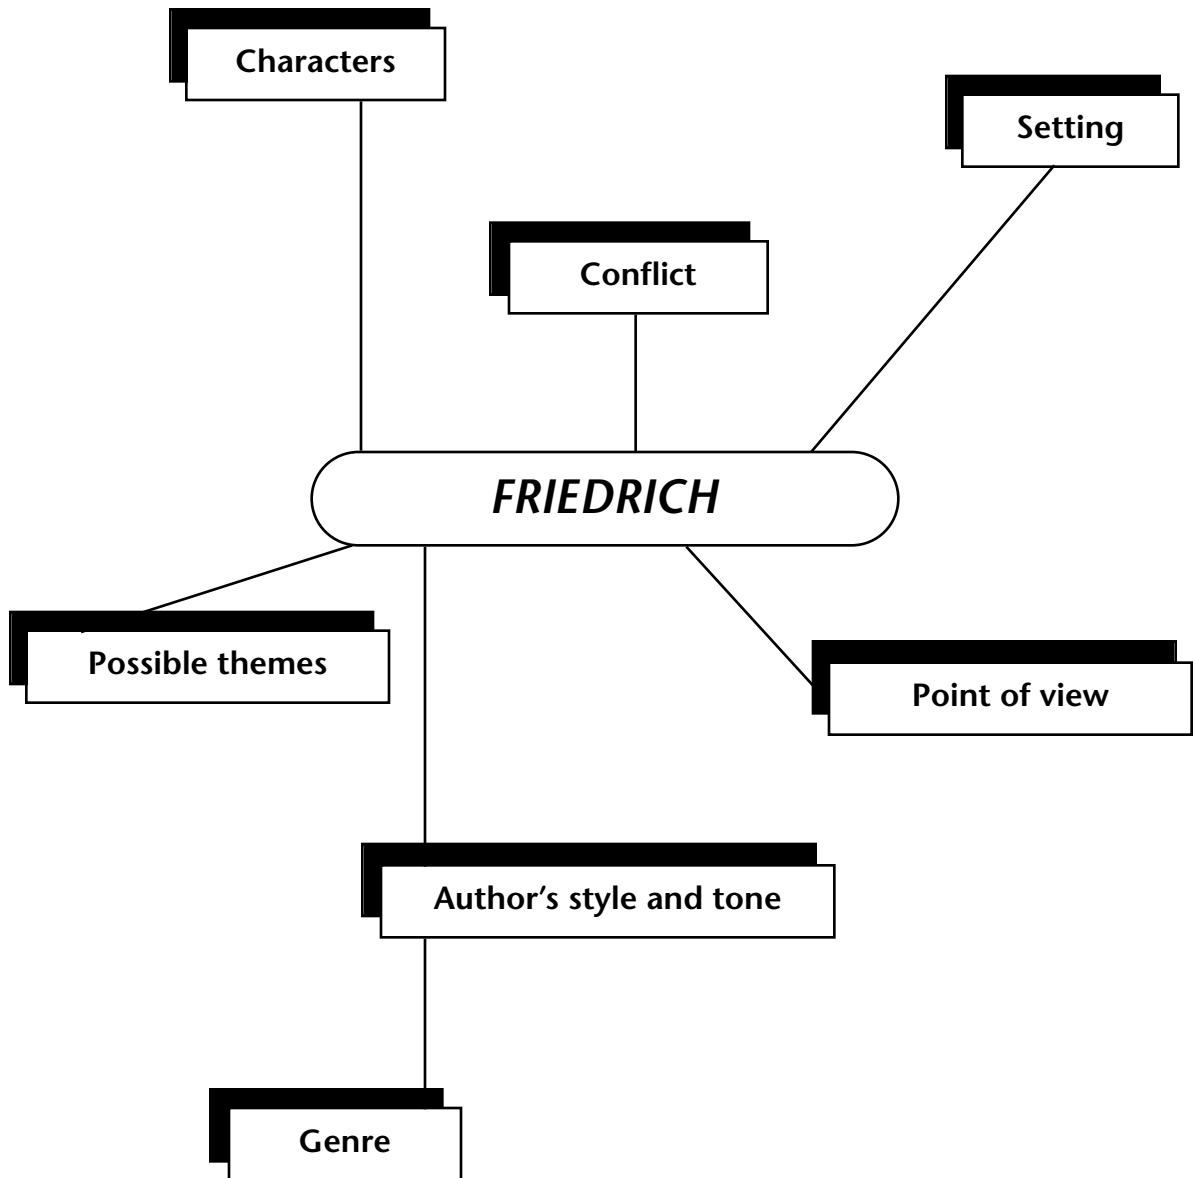 Characters
Setting
Conflict
FRIEDRICH
Possible themes
Point of view
Author’s style and tone
Genre